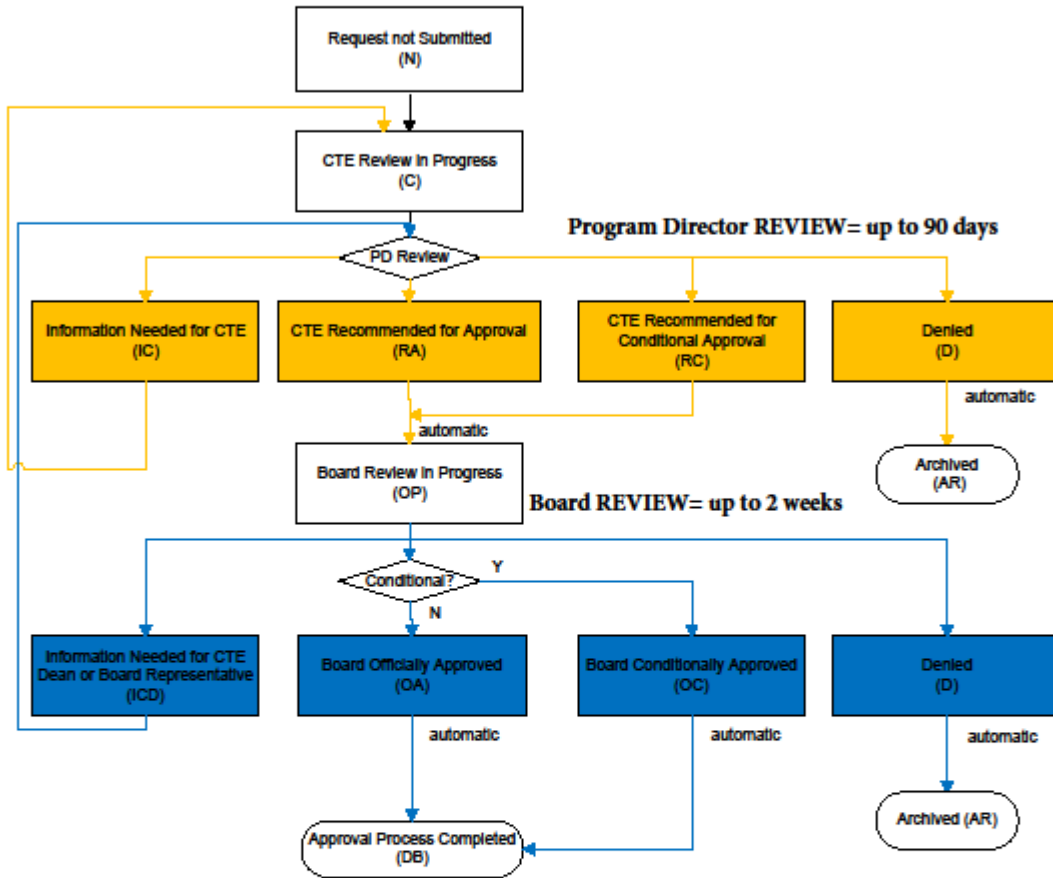 Request not Submitted
(N)
CTE Review in Progress
(C)
Program Director REVIEW= up to 90 days
PD Review
Information Needed for CTE
(IC)
CTE Recommended for Approval
(RA)
CTE Recommended for
Conditional Approval
(RC)
Denied
(D)
automatic
automatic
Archived
(AR)
Board Review in Progress
(OP)
Board REVIEW= up to 2 weeks
Conditional?
Y
N
Information Needed for CTE
Dean or Board Representative
(ICD)
Board Officially Approved
(OA)
Board Conditionally Approved
(OC)
Denied
(D)
automatic
automatic
automatic
Approval Process Completed
(DB)
Archived (AR)